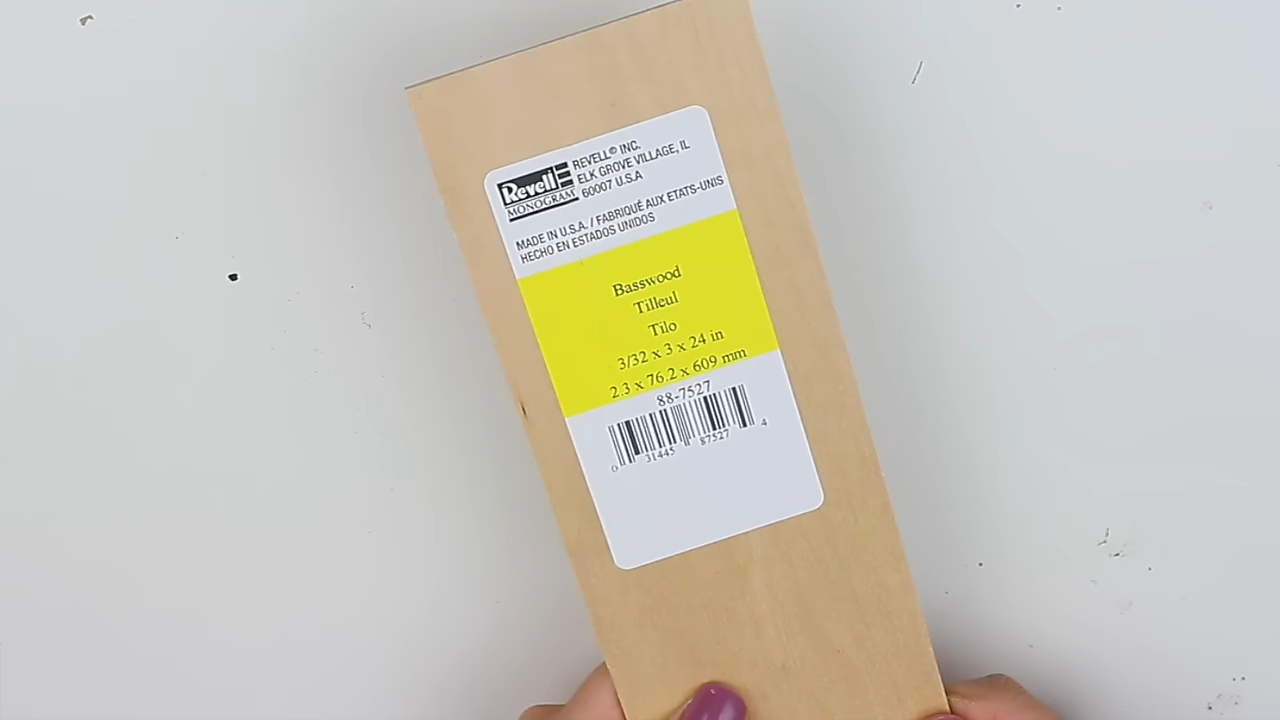 Revell
MONOGRAM
REVELL® INC.
ELK GROVE VILLAGE, IL
60007 U.S.A
MADE IN U.S.A. / FABRIQUÉ AUX ETATS-UNIS
HECHO EN ESTADOS UNIDOS
Basswood
Tilleul
Tilo
3/32 x 3 x 24 in
2.3 x 76.2 x 609 mm
88-7527
0 31445 87527 4